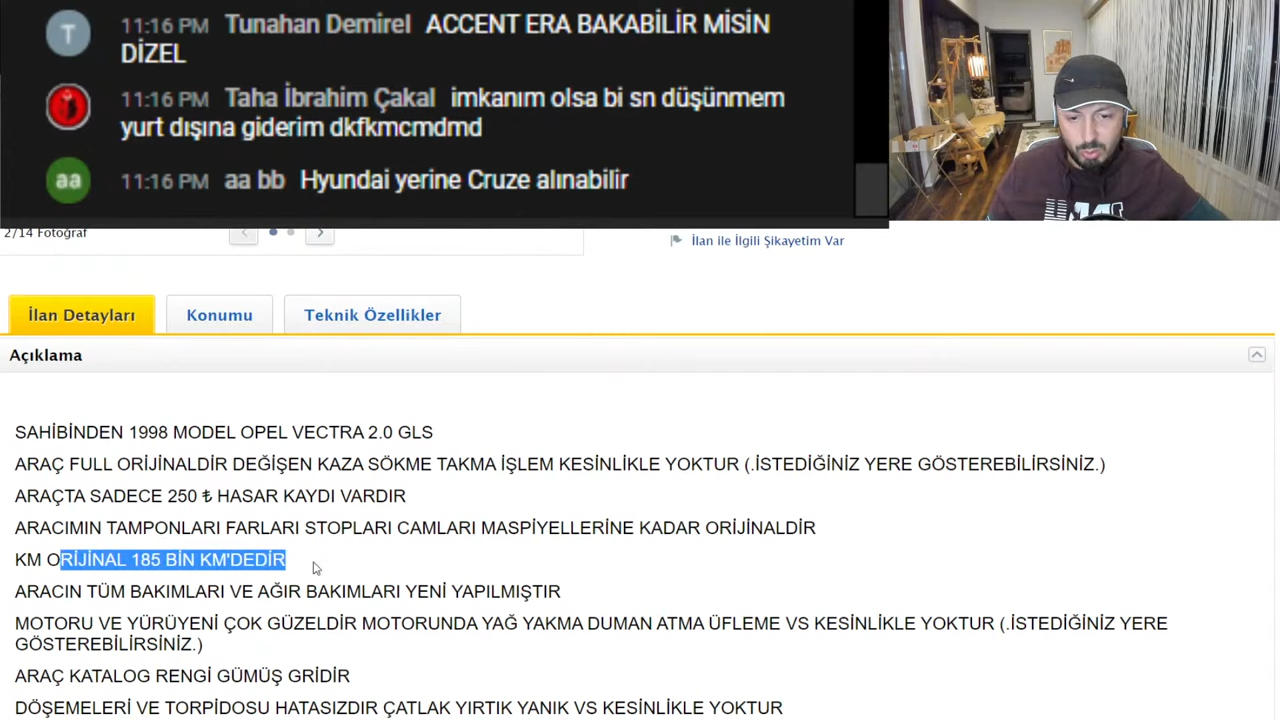 11:16 PM Tunahan Demirel ACCENT ERA BAKABİLİR MİSİN
DİZEL
11:16 PM Taha İbrahim Çakal imkanım olsa bi sn düşünmem
yurt dışına giderim dkfkmcmdmd
11:16 PM aa bb Hyundai yerine Cruze alınabilir
T
aa
2/14 Fotoğraf
İlan ile İlgili Şikayetim Var
İlan Detayları
Konumu
Teknik Özellikler
Açıklama
SAHİBİNDEN 1998 MODEL OPEL VECTRA 2.0 GLS
ARAÇ FULL ORİJİNALDİR DEĞİŞEN KAZA SÖKME TAKMA İŞLEM KESİNLİKLE YOKTUR (.İSTEDİĞİNİZ YERE GÖSTEREBİLİRSİNİZ.)
ARAÇTA SADECE 250 ₺ HASAR KAYDI VARDIR
ARACIMIN TAMPONLARI FARLARI STOPLARI CAMLARI MASPİYELLERİNE KADAR ORİJİNALDİR
KM ORİJİNAL 185 BİN KM'DEDİR
ARACIN TÜM BAKIMLARI VE AĞIR BAKIMLARI YENİ YAPILMIŞTIR
MOTORU VE YÜRÜYENİ ÇOK GÜZELDİR MOTORUNDA YAĞ YAKMA DUMAN ATMA ÜFLEME VS KESİNLİKLE YOKTUR (.İSTEDİĞİNİZ YERE
GÖSTEREBİLİRSİNİZ.)
ARAÇ KATALOG RENGİ GÜMÜŞ GRİDİR
DÖŞEMELERİ VE TORPİDOSU HATASIZDIR ÇATLAK YIRTIK YANIK VS KESİNLİKLE YOKTUR